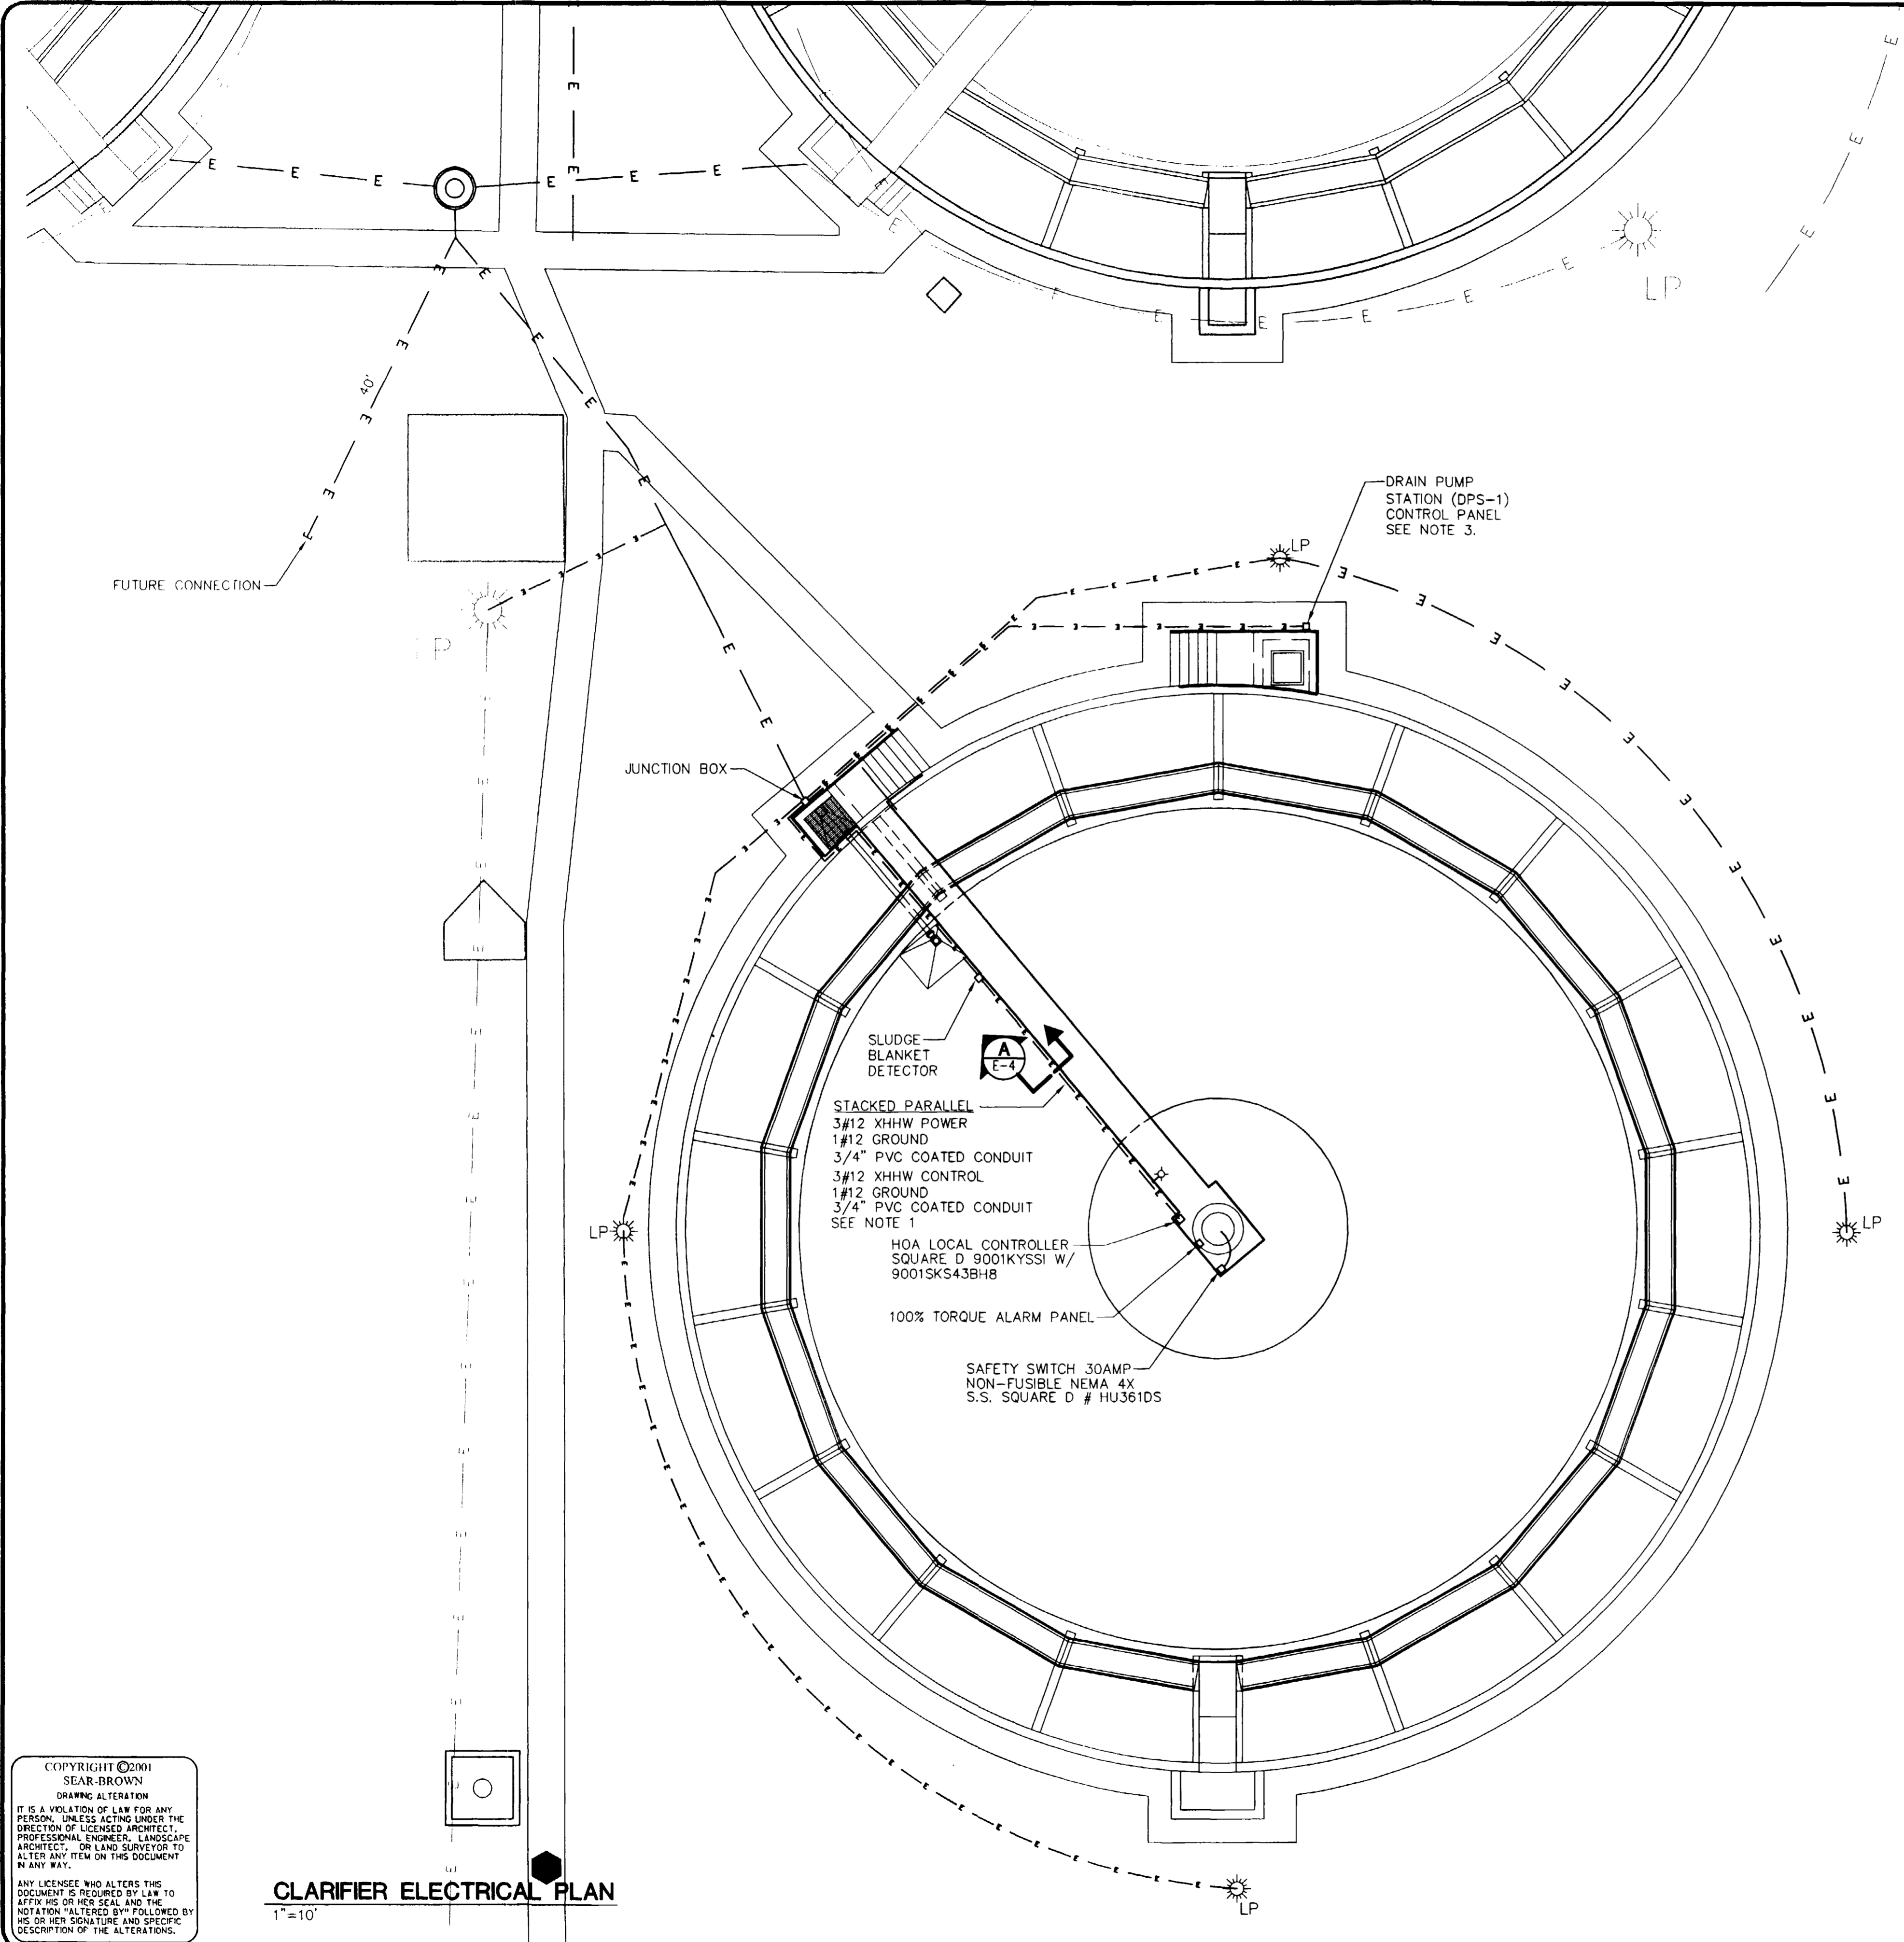 LP
40'
DRAIN PUMP
STATION (DPS-1)
CONTROL PANEL
SEE NOTE 3.
LP
FUTURE CONNECTION
LP
JUNCTION BOX
SLUDGE
BLANKET
DETECTOR
A
E-4
STACKED PARALLEL
3#12 XHHW POWER
1#12 GROUND
3/4" PVC COATED CONDUIT
3#12 XHHW CONTROL
1#12 GROUND
3/4" PVC COATED CONDUIT
SEE NOTE 1
LP
LP
HOA LOCAL CONTROLLER
SQUARE D 9001KYSS1 W/
9001SKS43BH8
100% TORQUE ALARM PANEL
SAFETY SWITCH 30AMP
NON-FUSIBLE NEMA 4X
S.S. SQUARE D # HU361DS
COPYRIGHT ©2001
SEAR-BROWN
DRAWING ALTERATION
IT IS A VIOLATION OF LAW FOR ANY
PERSON, UNLESS ACTING UNDER THE
DIRECTION OF LICENSED ARCHITECT,
PROFESSIONAL ENGINEER, LANDSCAPE
ARCHITECT, OR LAND SURVEYOR TO
ALTER ANY ITEM ON THIS DOCUMENT
IN ANY WAY.
ANY LICENSEE WHO ALTERS THIS
DOCUMENT IS REQUIRED BY LAW TO
AFFIX HIS OR HER SEAL AND THE
NOTATION "ALTERED BY" FOLLOWED BY
HIS OR HER SIGNATURE AND SPECIFIC
DESCRIPTION OF THE ALTERATIONS.
CLARIFIER ELECTRICAL PLAN
1"=10'
LP